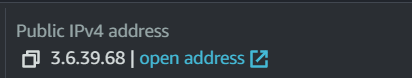 Public IPv4 address
3.6.39.68 | open address